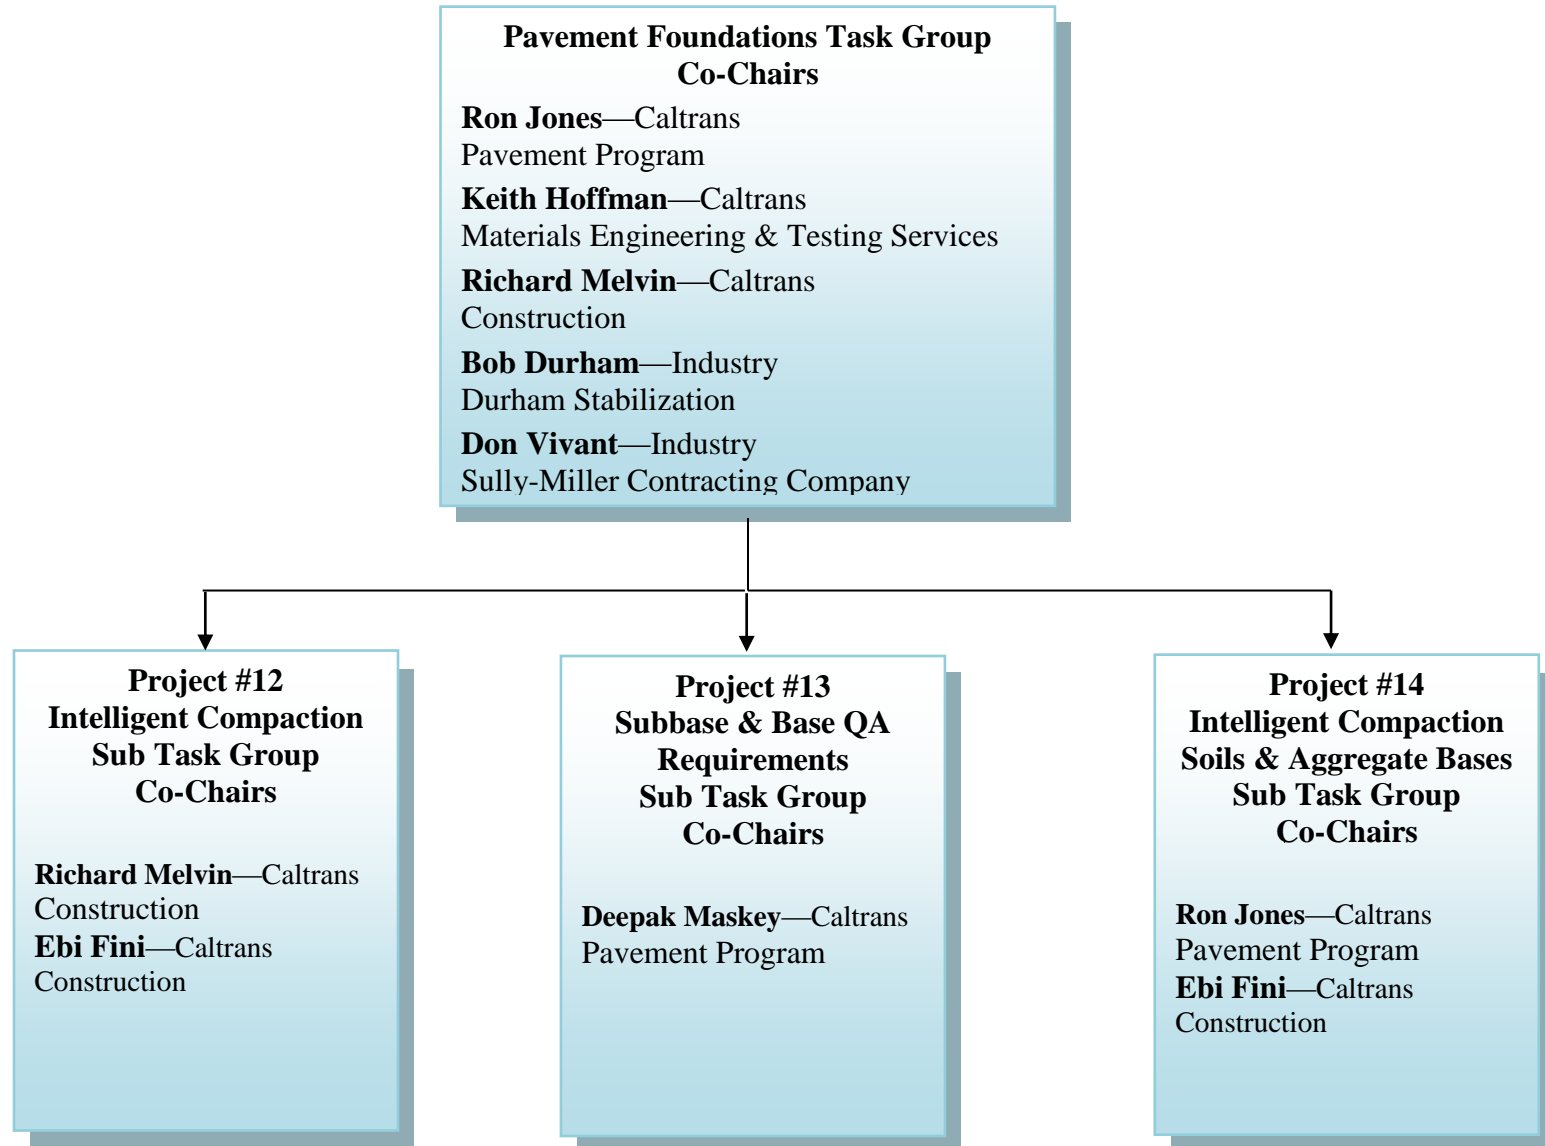 Pavement Foundations Task Group
Co-Chairs
Ron Jones—Caltrans
Pavement Program
Keith Hoffman—Caltrans
Materials Engineering & Testing Services
Richard Melvin—Caltrans
Construction
Bob Durham—Industry
Durham Stabilization
Don Vivant—Industry
Sully-Miller Contracting Company
Project #12
Intelligent Compaction
Sub Task Group
Co-Chairs
Richard Melvin—Caltrans
Construction
Ebi Fini—Caltrans
Construction
Project #13
Subbase & Base QA
Requirements
Sub Task Group
Co-Chairs
Deepak Maskey—Caltrans
Pavement Program
Project #14
Intelligent Compaction
Soils & Aggregate Bases
Sub Task Group
Co-Chairs
Ron Jones—Caltrans
Pavement Program
Ebi Fini—Caltrans
Construction